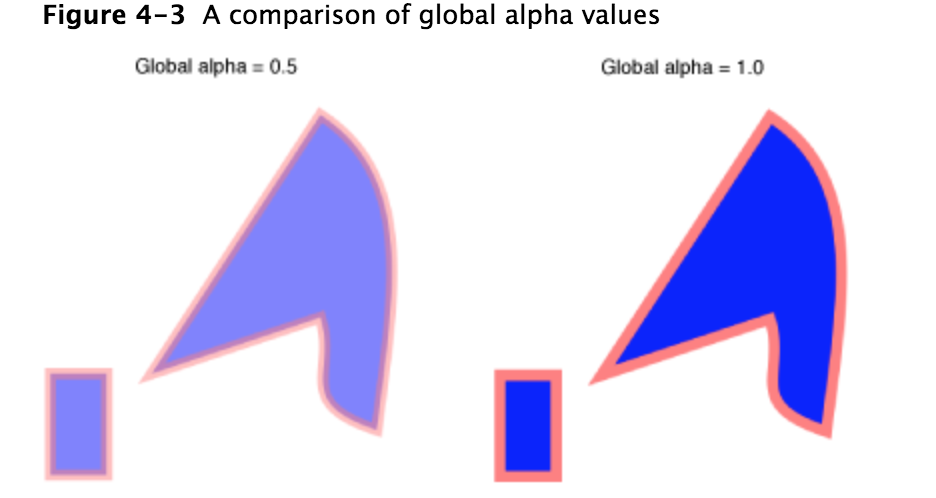 Figure 4–3 A comparison of global alpha values
Global alpha = 0.5
Global alpha = 1.0